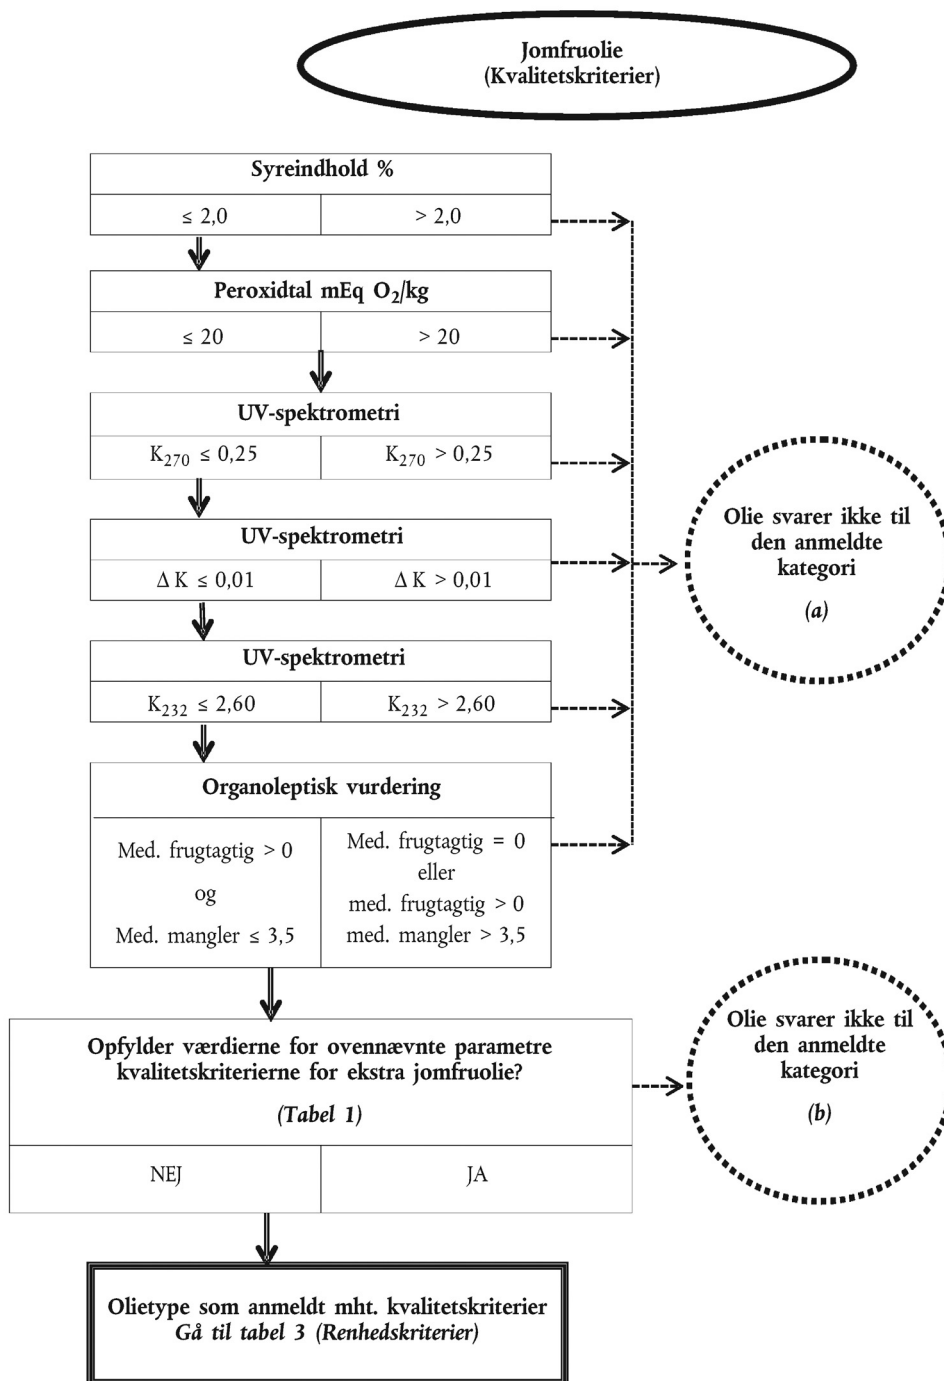 Jomfruolie
(Kvalitetskriterier)
Syreindhold %
≤ 2,0
> 2,0
Peroxidtal mEq O₂/kg
≤ 20
> 20
UV-spektrometri
K₂₇₀ ≤ 0,25
K₂₇₀ > 0,25
UV-spektrometri
Δ K ≤ 0,01
Δ K > 0,01
UV-spektrometri
K₂₃₂ ≤ 2,60
K₂₃₂ > 2,60
Organoleptisk vurdering
Med. frugtagtig > 0
og
Med. mangler ≤ 3,5
Med. frugtagtig = 0
eller
med. frugtagtig > 0
med. mangler > 3,5
Olie svarer ikke til
den anmeldte
kategori
(a)
Opfylder værdierne for ovennævnte parametre
kvalitetskriterierne for ekstra jomfruolie?
(Tabel 1)
NEJ
JA
Olie svarer ikke til
den anmeldte
kategori
(b)
Olietype som anmeldt mht. kvalitetskriterier
Gå til tabel 3 (Renhedskriterier)